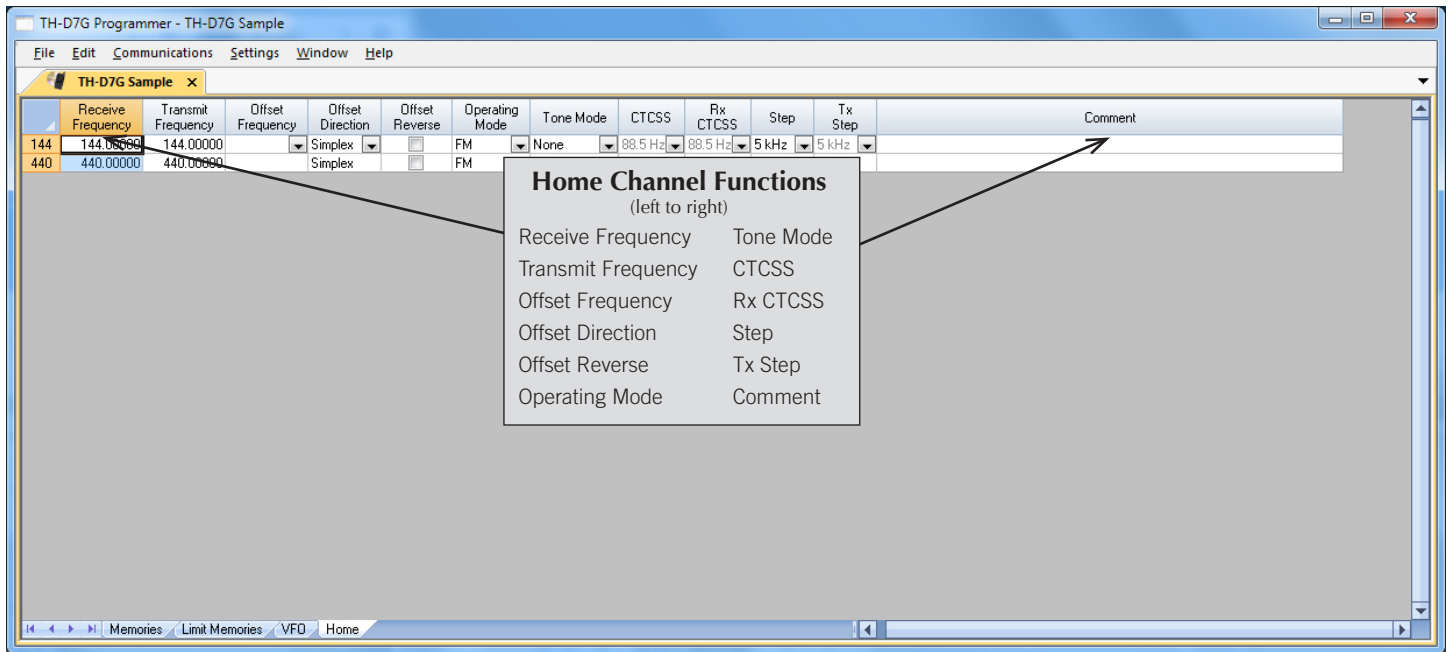 TH-D7G Programmer - TH-D7G Sample
File Edit Communications Settings Window Help
TH-D7G Sample x
Receive Frequency Transmit Frequency Offset Frequency Offset Direction Offset Reverse Operating Mode Tone Mode CTCSS Rx CTCSS Step Tx Step Comment
144 144.00000 144.00000 Simplex FM None 88.5 Hz 88.5 Hz 5 kHz 5 kHz
440 440.00000 440.00000 Simplex FM
Home Channel Functions
(left to right)
Receive Frequency Tone Mode
Transmit Frequency CTCSS
Offset Frequency Rx CTCSS
Offset Direction Step
Offset Reverse Tx Step
Operating Mode Comment
Memories Limit Memories VFO Home